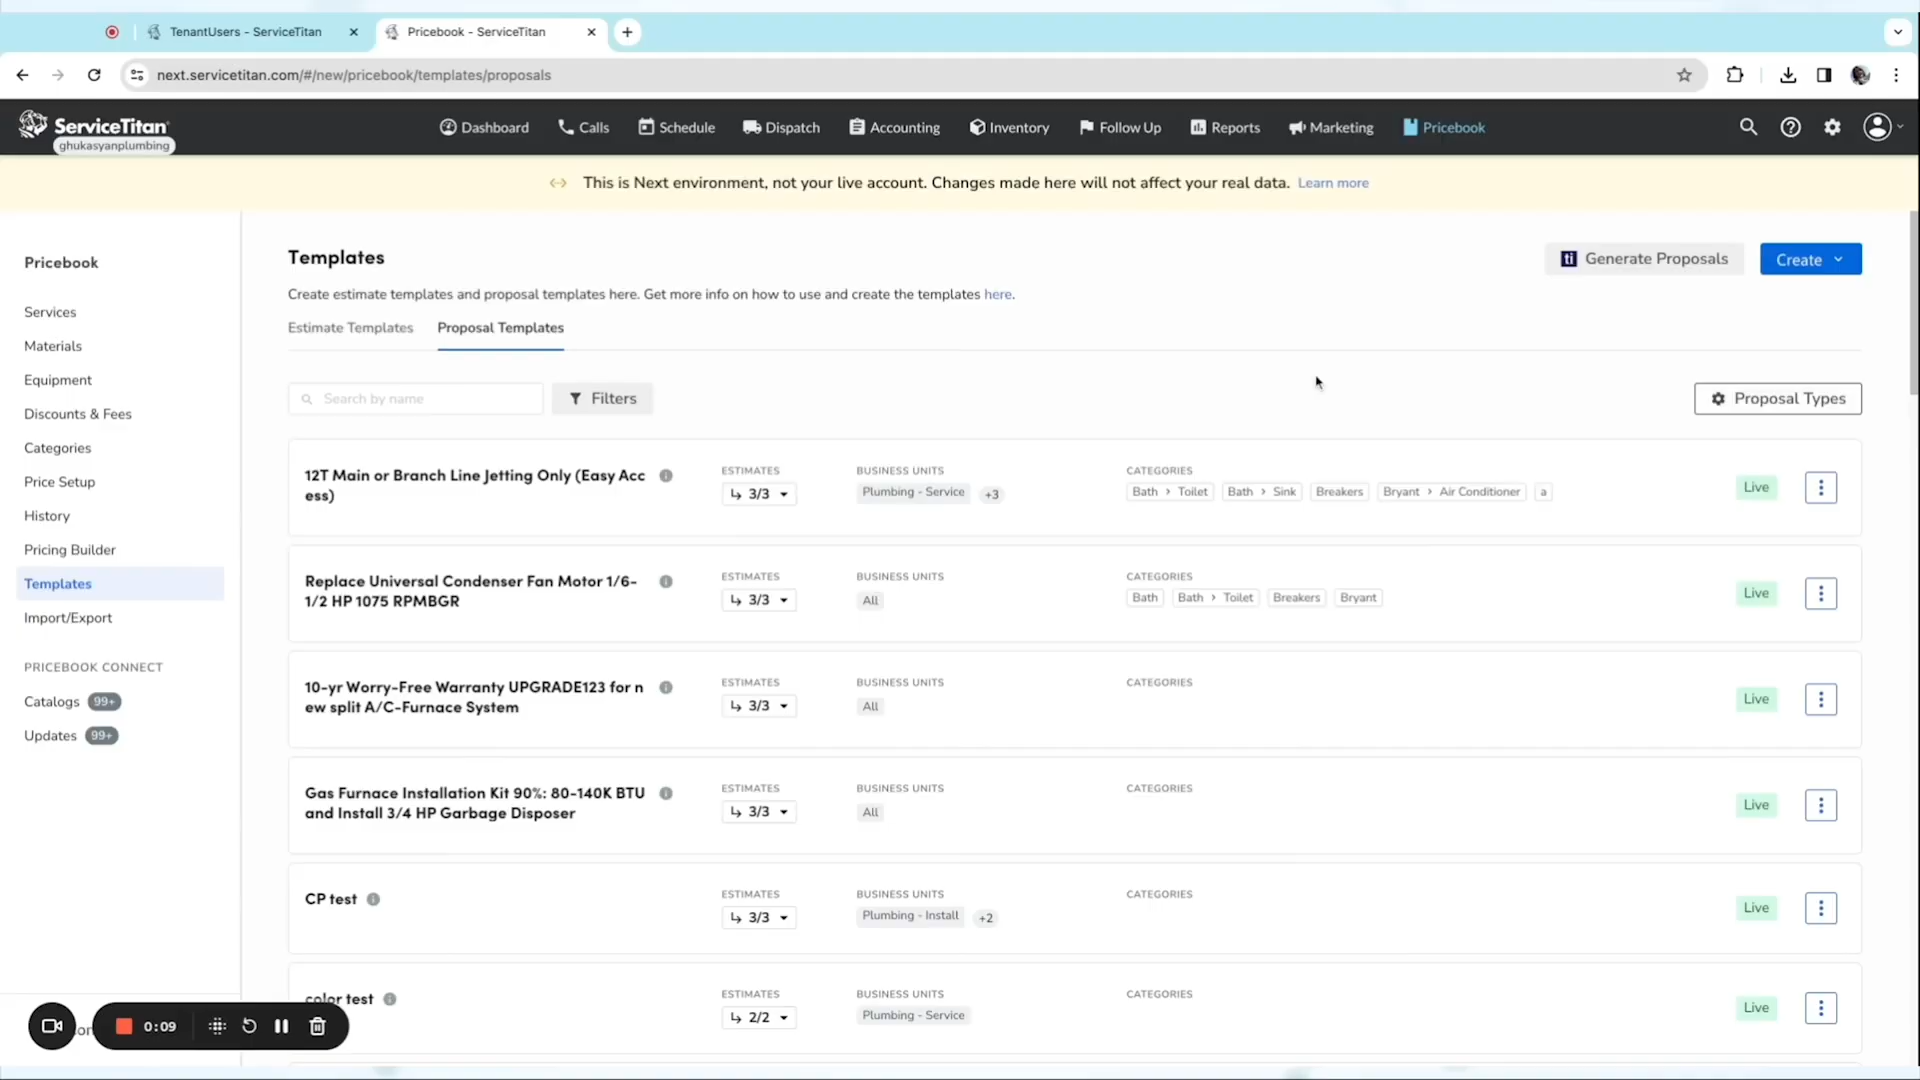 TenantUsers - ServiceTitan
Pricebook - ServiceTitan
next.servicetitan.com/#/new/pricebook/templates/proposals
ServiceTitan
ghukasyanplumbing
Dashboard
Calls
Schedule
Dispatch
Accounting
Inventory
Follow Up
Reports
Marketing
Pricebook
This is Next environment, not your live account. Changes made here will not affect your real data. Learn more
Pricebook
Services
Materials
Equipment
Discounts & Fees
Categories
Price Setup
History
Pricing Builder
Templates
Import/Export
PRICEBOOK CONNECT
Catalogs 99+
Updates 99+
Templates
Generate Proposals
Create
Create estimate templates and proposal templates here. Get more info on how to use and create the templates here.
Estimate Templates
Proposal Templates
Search by name
Filters
Proposal Types
12T Main or Branch Line Jetting Only (Easy Acc
ess)
ESTIMATES
3/3
BUSINESS UNITS
Plumbing - Service +3
CATEGORIES
Bath > Toilet Bath > Sink Breakers Bryant > Air Conditioner a
Live
Replace Universal Condenser Fan Motor 1/6-
1/2 HP 1075 RPMBGR
ESTIMATES
3/3
BUSINESS UNITS
All
CATEGORIES
Bath Bath > Toilet Breakers Bryant
Live
10-yr Worry-Free Warranty UPGRADE123 for n
ew split A/C-Furnace System
ESTIMATES
3/3
BUSINESS UNITS
All
CATEGORIES
Live
Gas Furnace Installation Kit 90%: 80-140K BTU
and Install 3/4 HP Garbage Disposer
ESTIMATES
3/3
BUSINESS UNITS
All
CATEGORIES
Live
CP test
ESTIMATES
3/3
BUSINESS UNITS
Plumbing - Install +2
CATEGORIES
Live
color test
ESTIMATES
2/2
BUSINESS UNITS
Plumbing - Service
CATEGORIES
Live
0:09